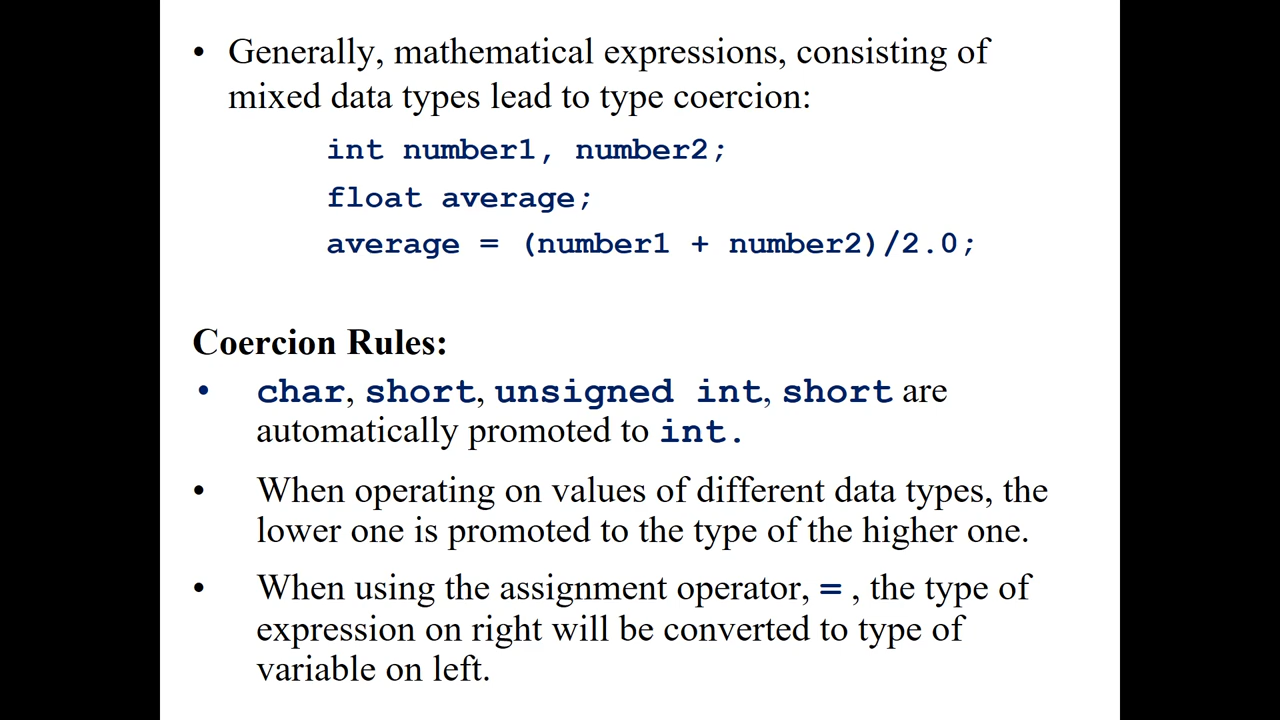 • Generally, mathematical expressions, consisting of
mixed data types lead to type coercion:
int number1, number2;
float average;
average = (number1 + number2)/2.0;
Coercion Rules:
• char, short, unsigned int, short are
automatically promoted to int.
• When operating on values of different data types, the
lower one is promoted to the type of the higher one.
• When using the assignment operator, = , the type of
expression on right will be converted to type of
variable on left.